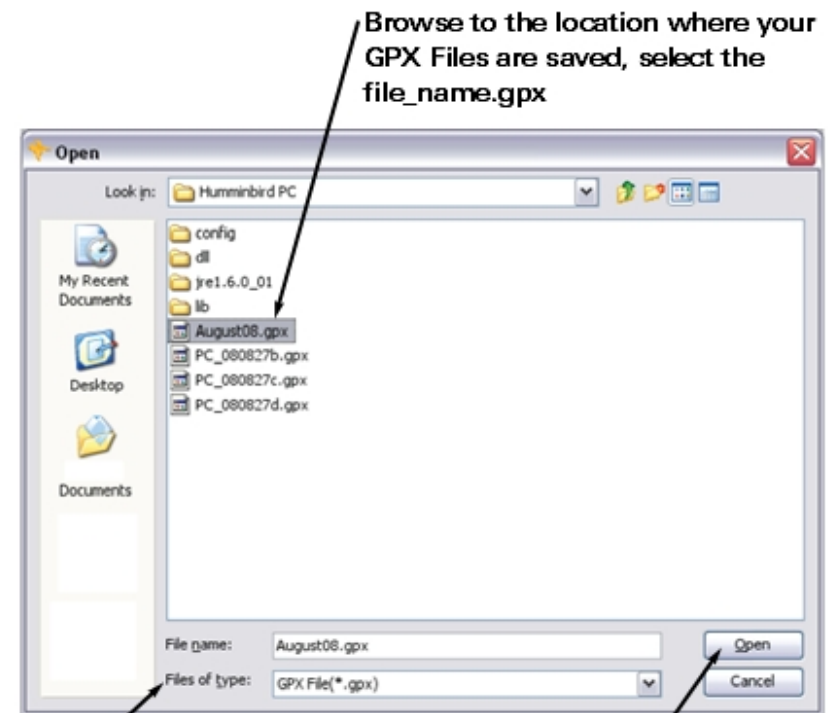 Browse to the location where your
GPX Files are saved, select the
file_name.gpx
Open
Look in:
Humminbird PC
My Recent
Documents
Desktop
Documents
config
dll
jre1.6.0_01
lib
August08.gpx
PC_080827b.gpx
PC_080827c.gpx
PC_080827d.gpx
File name:
August08.gpx
Open
Files of type:
GPX File(*.gpx)
Cancel